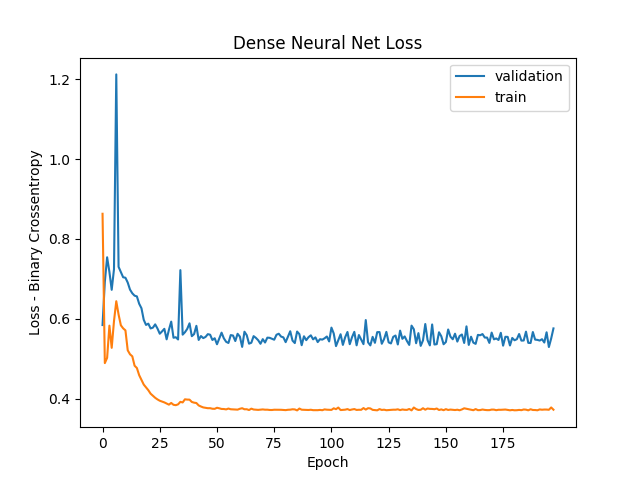 Dense Neural Net Loss
validation
train
Loss - Binary Crossentropy
1.2
1.0
0.8
0.6
0.4
0 25 50 75 100 125 150 175
Epoch